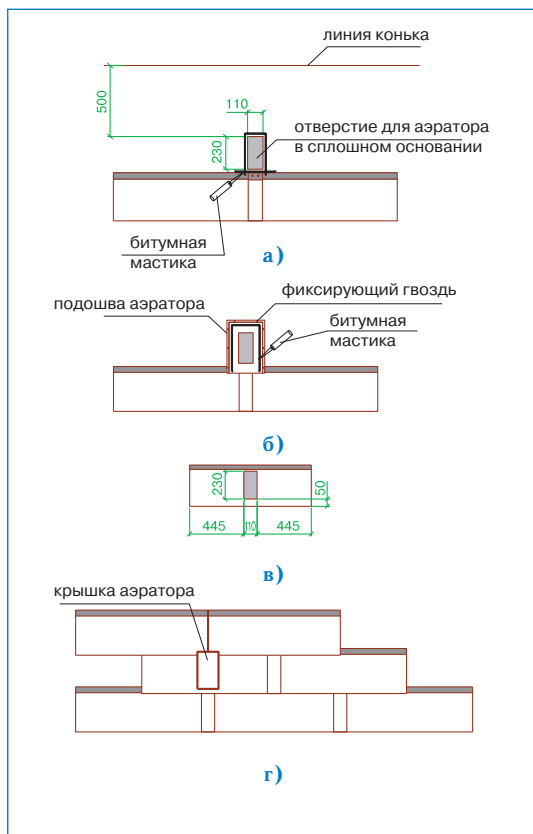 линия конька
500
110
230
отверстие для аэратора
в сплошном основании
битумная
мастика
а)
подошва аэратора
фиксирующий гвоздь
битумная
мастика
б)
230
50
445
110
445
в)
крышка аэратора
г)